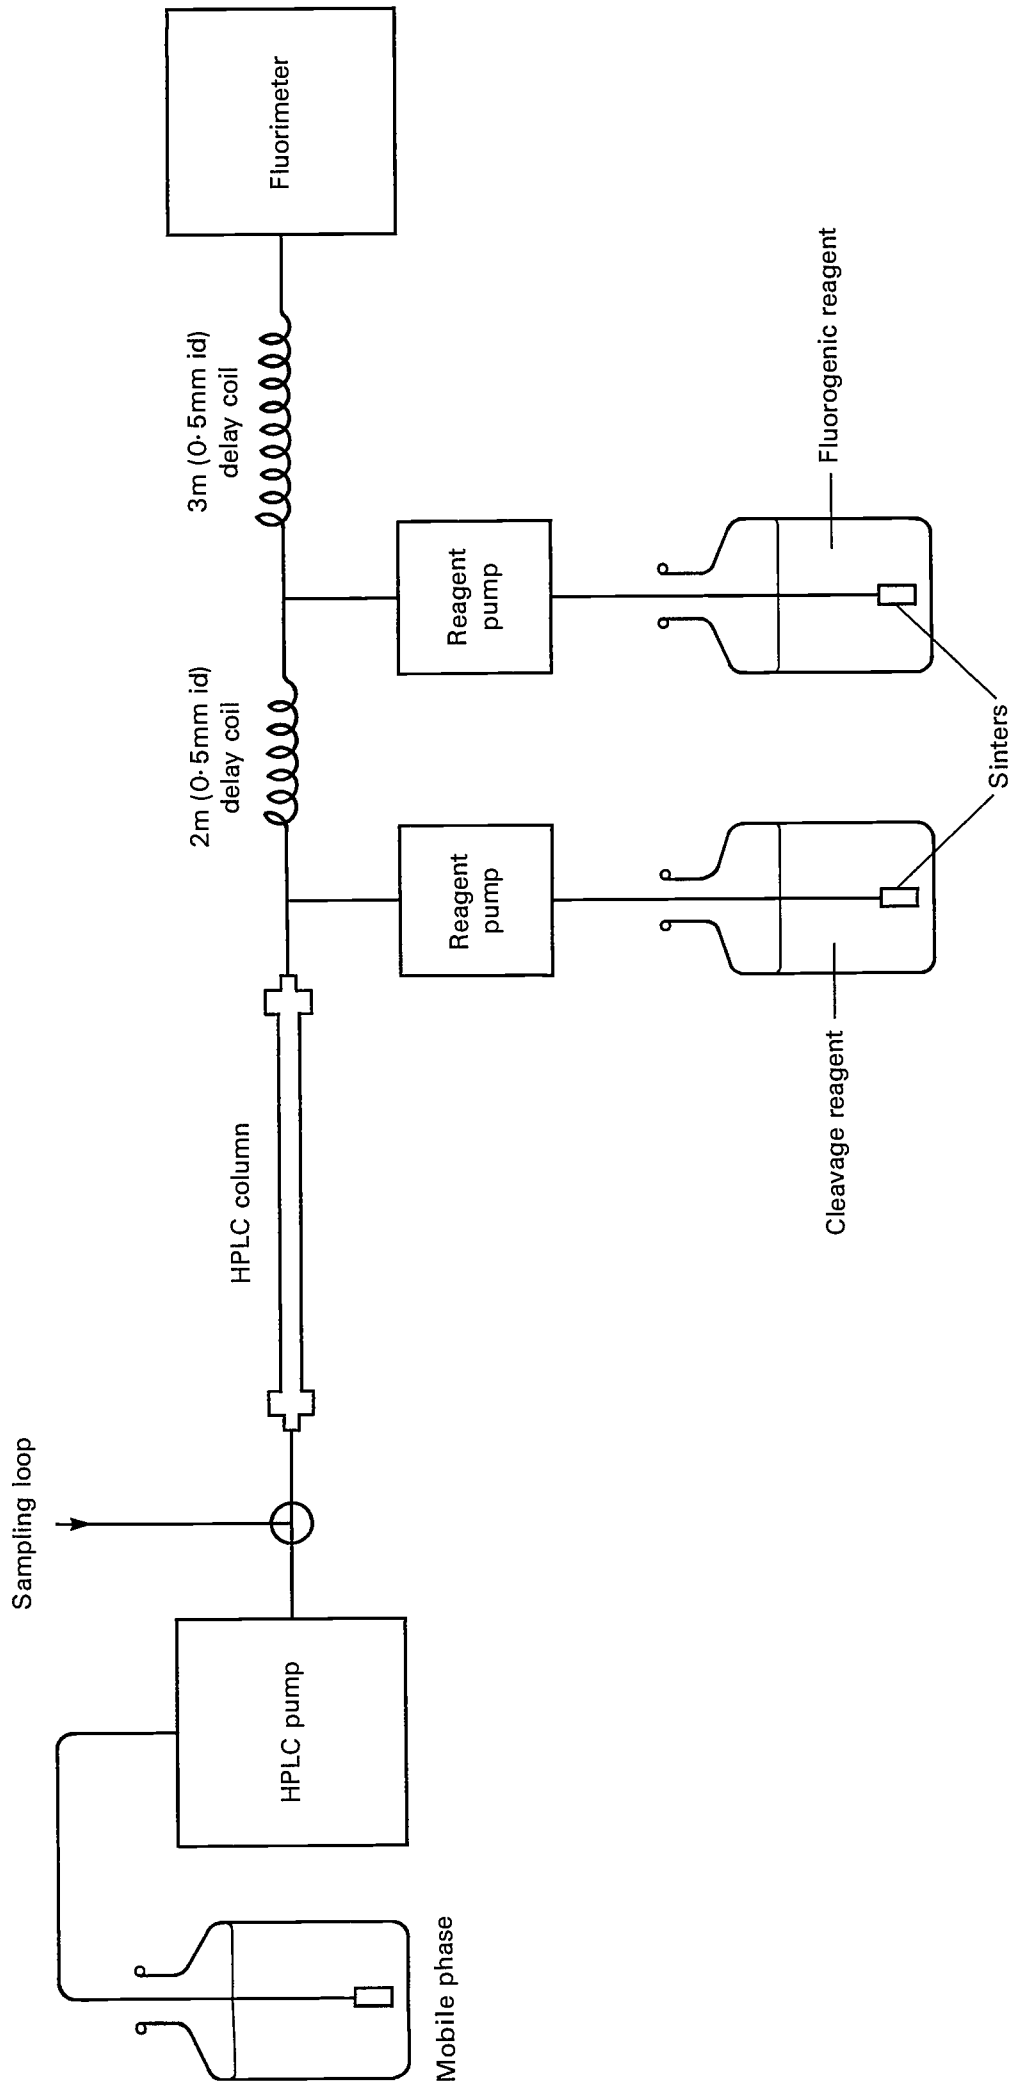 Sampling loop
Mobile phase
HPLC pump
HPLC column
2m (0·5mm id)
delay coil
3m (0·5mm id)
delay coil
Fluorimeter
Reagent
pump
Reagent
pump
Cleavage reagent
Fluorogenic reagent
Sinters